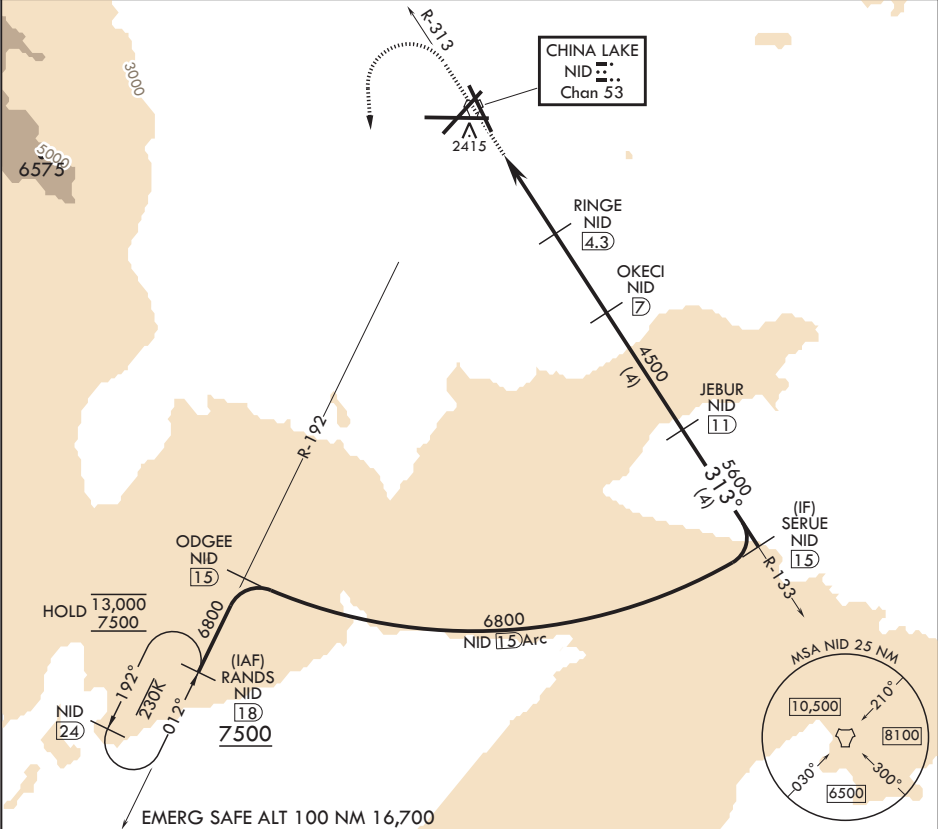 R-313
CHINA LAKE
NID
Chan 53
3000
5000
6575
2415
RINGE
NID
4.3
OKECI
NID
7
4500
(4)
JEBUR
NID
11
5600
313°
(4)
(IF)
SERUE
NID
15
R-133
R-192
ODGEE
NID
15
HOLD 13,000
7500
6800
6800
NID 15 Arc
(IAF)
RANDS
NID
18
7500
192°
230K
012°
NID
24
MSA NID 25 NM
10,500
210°
8100
030°
300°
6500
EMERG SAFE ALT 100 NM 16,700